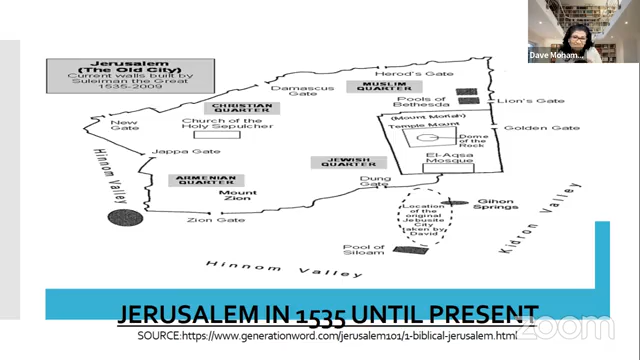 Jerusalem
(The Old City)
Current walls built by
Suleiman the Great
1535-2009
Dave Moham...
Herod's Gate
Damascus
Gate
MUSLIM
QUARTER
Pools of
Bethesda
Lion's Gate
CHRISTIAN
QUARTER
New
Gate
Church of the
Holy Sepulcher
(Mount Moriah)
Temple Mount
Dome
of the
Rock
Golden Gate
Jappa Gate
JEWISH
QUARTER
El-Aqsa
Mosque
Hinnom Valley
ARMENIAN
QUARTER
Mount
Zion
Dung
Gate
Zion Gate
Location
of the
original
Jebusite
City
taken by
David
Gihon
Springs
Kidron Valley
Pool of
Siloam
Hinnom Valley
JERUSALEM IN 1535 UNTIL PRESENT
SOURCE:https://www.generationword.com/jerusalem101/1-biblical-jerusalem.html
zoom